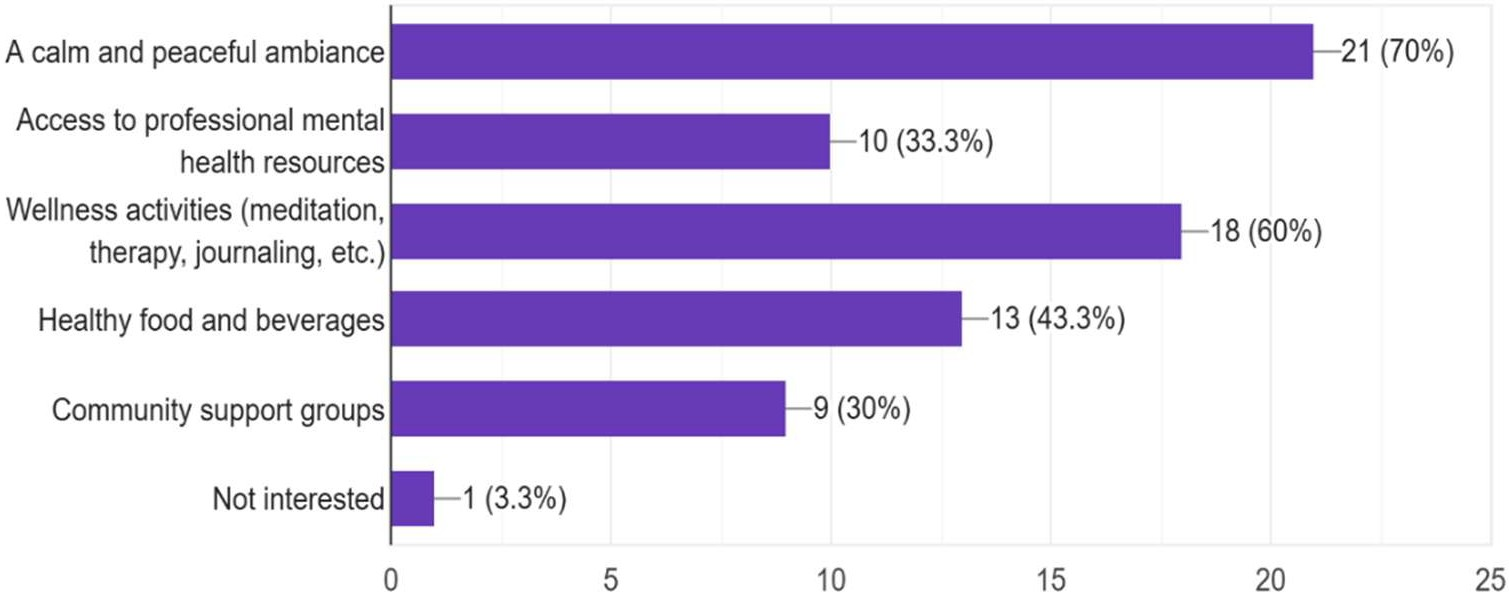 A calm and peaceful ambiance
21 (70%)
Access to professional mental
health resources
10 (33.3%)
Wellness activities (meditation,
therapy, journaling, etc.)
18 (60%)
Healthy food and beverages
13 (43.3%)
Community support groups
9 (30%)
Not interested
1 (3.3%)
0 5 10 15 20 25